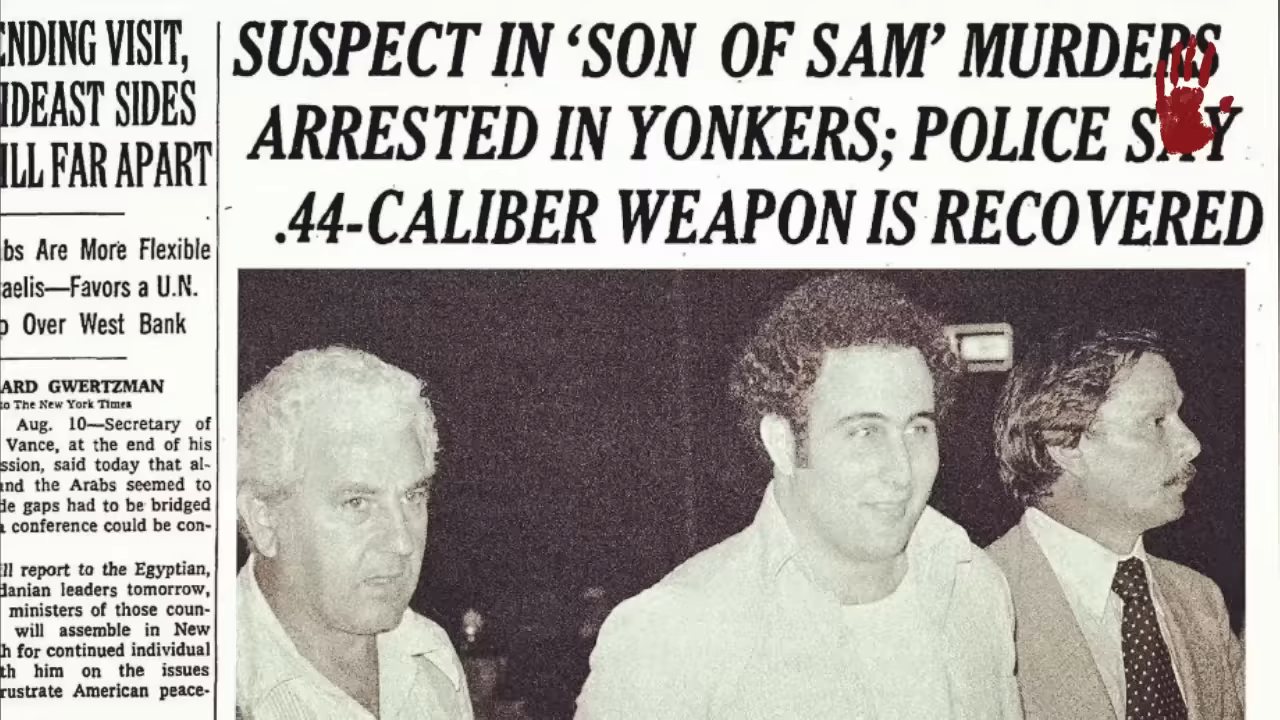 ENDING VISIT,
IDEAST SIDES
ILL FAR APART
bs Are More Flexible
aelis—Favors a U.N.
p Over West Bank
ARD GWERTZMAN
to The New York Times
Aug. 10—Secretary of
Vance, at the end of his
ssion, said today that al-
and the Arabs seemed to
de gaps had to be bridged
a conference could be con-
ll report to the Egyptian,
danian leaders tomorrow,
ministers of those coun-
will assemble in New
h for continued individual
th him on the issues
rustrate American peace-
SUSPECT IN ‘SON OF SAM’ MURDERS
ARRESTED IN YONKERS; POLICE SAY
.44-CALIBER WEAPON IS RECOVERED